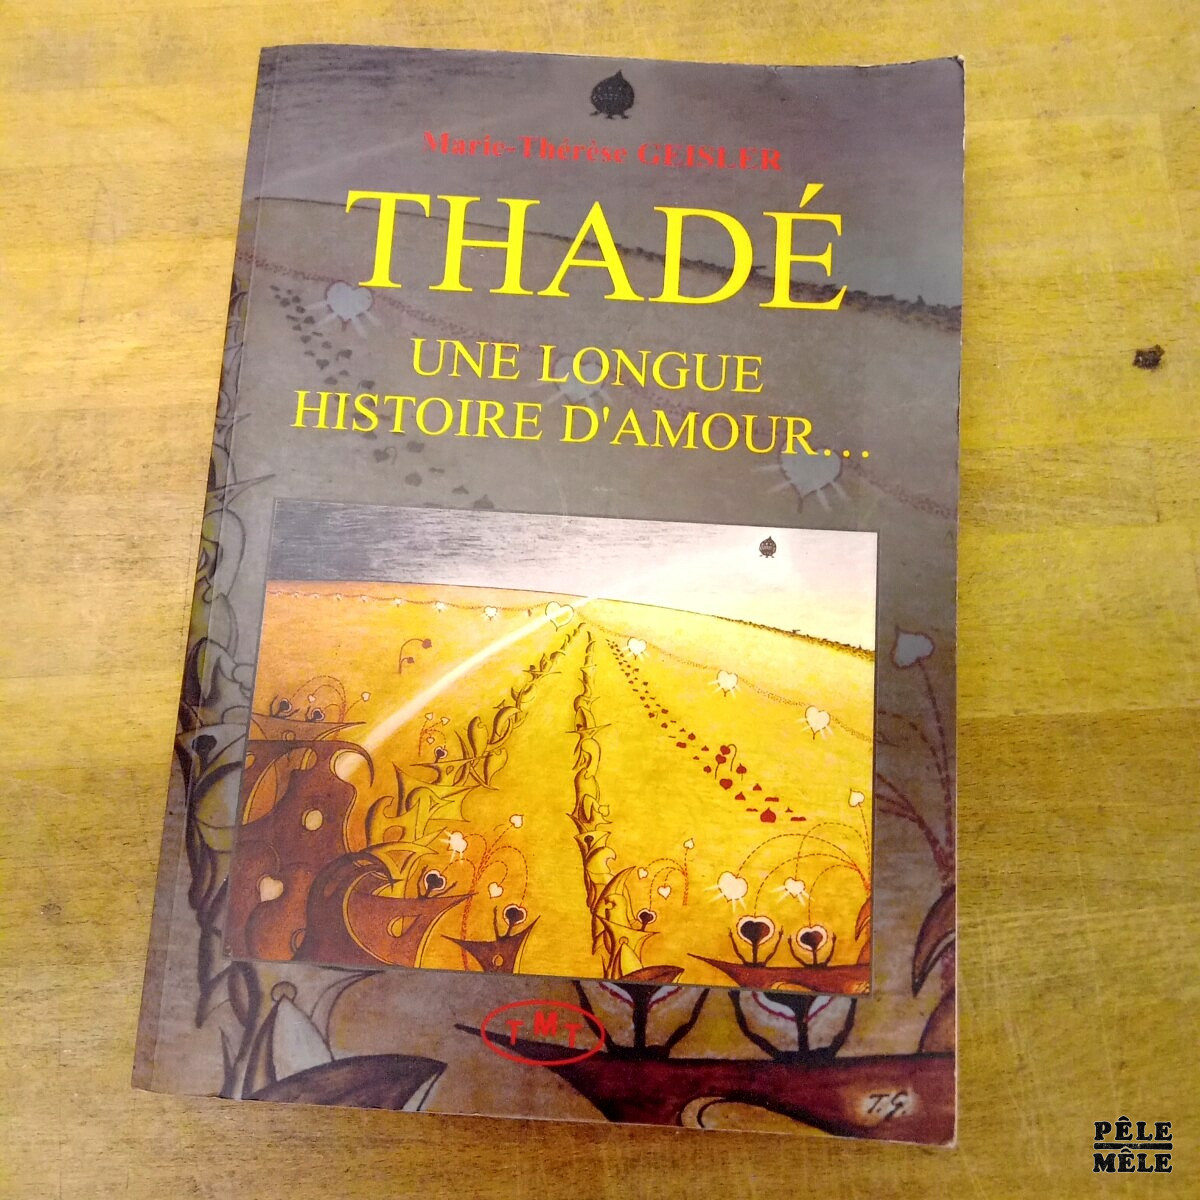 Marie-Thérèse GEISLER
THADÉ
UNE LONGUE
HISTOIRE D'AMOUR...
TMT
T.G.
PÊLE
MÊLE